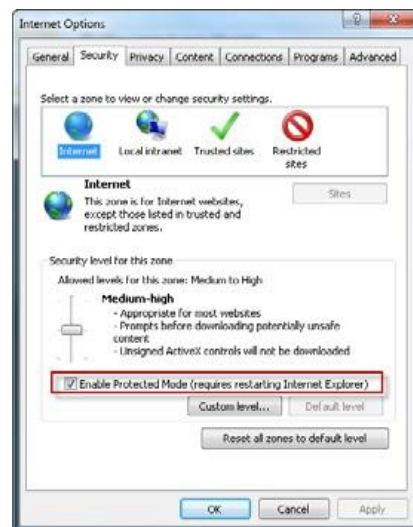 Internet Options
General Security Privacy Content Connections Programs Advanced
Select a zone to view or change security settings.
Internet Local intranet Trusted sites Restricted
sites
Internet
Sites
This zone is for Internet websites,
except those listed in trusted and
restricted zones.
Security level for this zone
Allowed levels for this zone: Medium to High
Medium-high
- Appropriate for most websites
- Prompts before downloading potentially unsafe
content
- Unsigned ActiveX controls will not be downloaded
Enable Protected Mode (requires restarting Internet Explorer)
Custom level... Default level
Reset all zones to default level
OK Cancel Apply